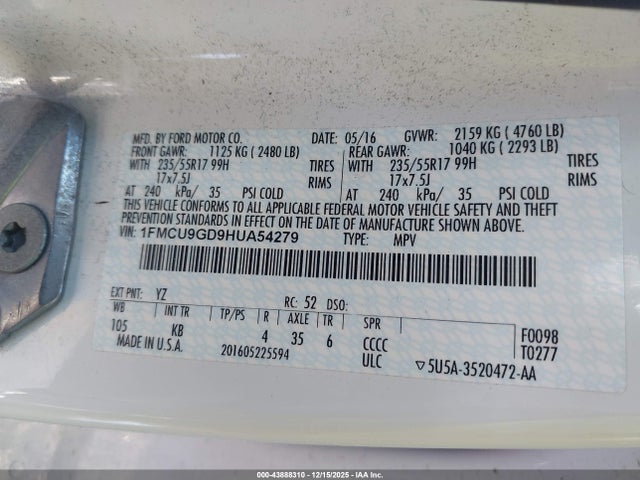 MFD. BY FORD MOTOR CO. DATE: 05/16 GVWR: 2159 KG ( 4760 LB)
FRONT GAWR: 1125 KG ( 2480 LB) REAR GAWR: 1040 KG ( 2293 LB)
WITH 235/55R17 99H TIRES WITH 235/55R17 99H TIRES
17x7.5J RIMS 17x7.5J RIMS
AT 240 kPa/ 35 PSI COLD AT 240 kPa/ 35 PSI COLD
THIS VEHICLE CONFORMS TO ALL APPLICABLE FEDERAL MOTOR VEHICLE SAFETY AND THEFT
PREVENTION STANDARDS IN EFFECT ON THE DATE OF MANUFACTURE SHOWN ABOVE.
VIN: 1FMCU9GD9HUA54279 TYPE: MPV
EXT PNT: YZ RC: 52 DSO:
WB INT TR TP/PS R AXLE TR SPR
105 KB 4 35 6 CCCC F0098
MADE IN U.S.A. 201605225594 ULC T0277
▽5U5A-3520472-AA
000-43888310 - 12/15/2025 - IAA Inc.